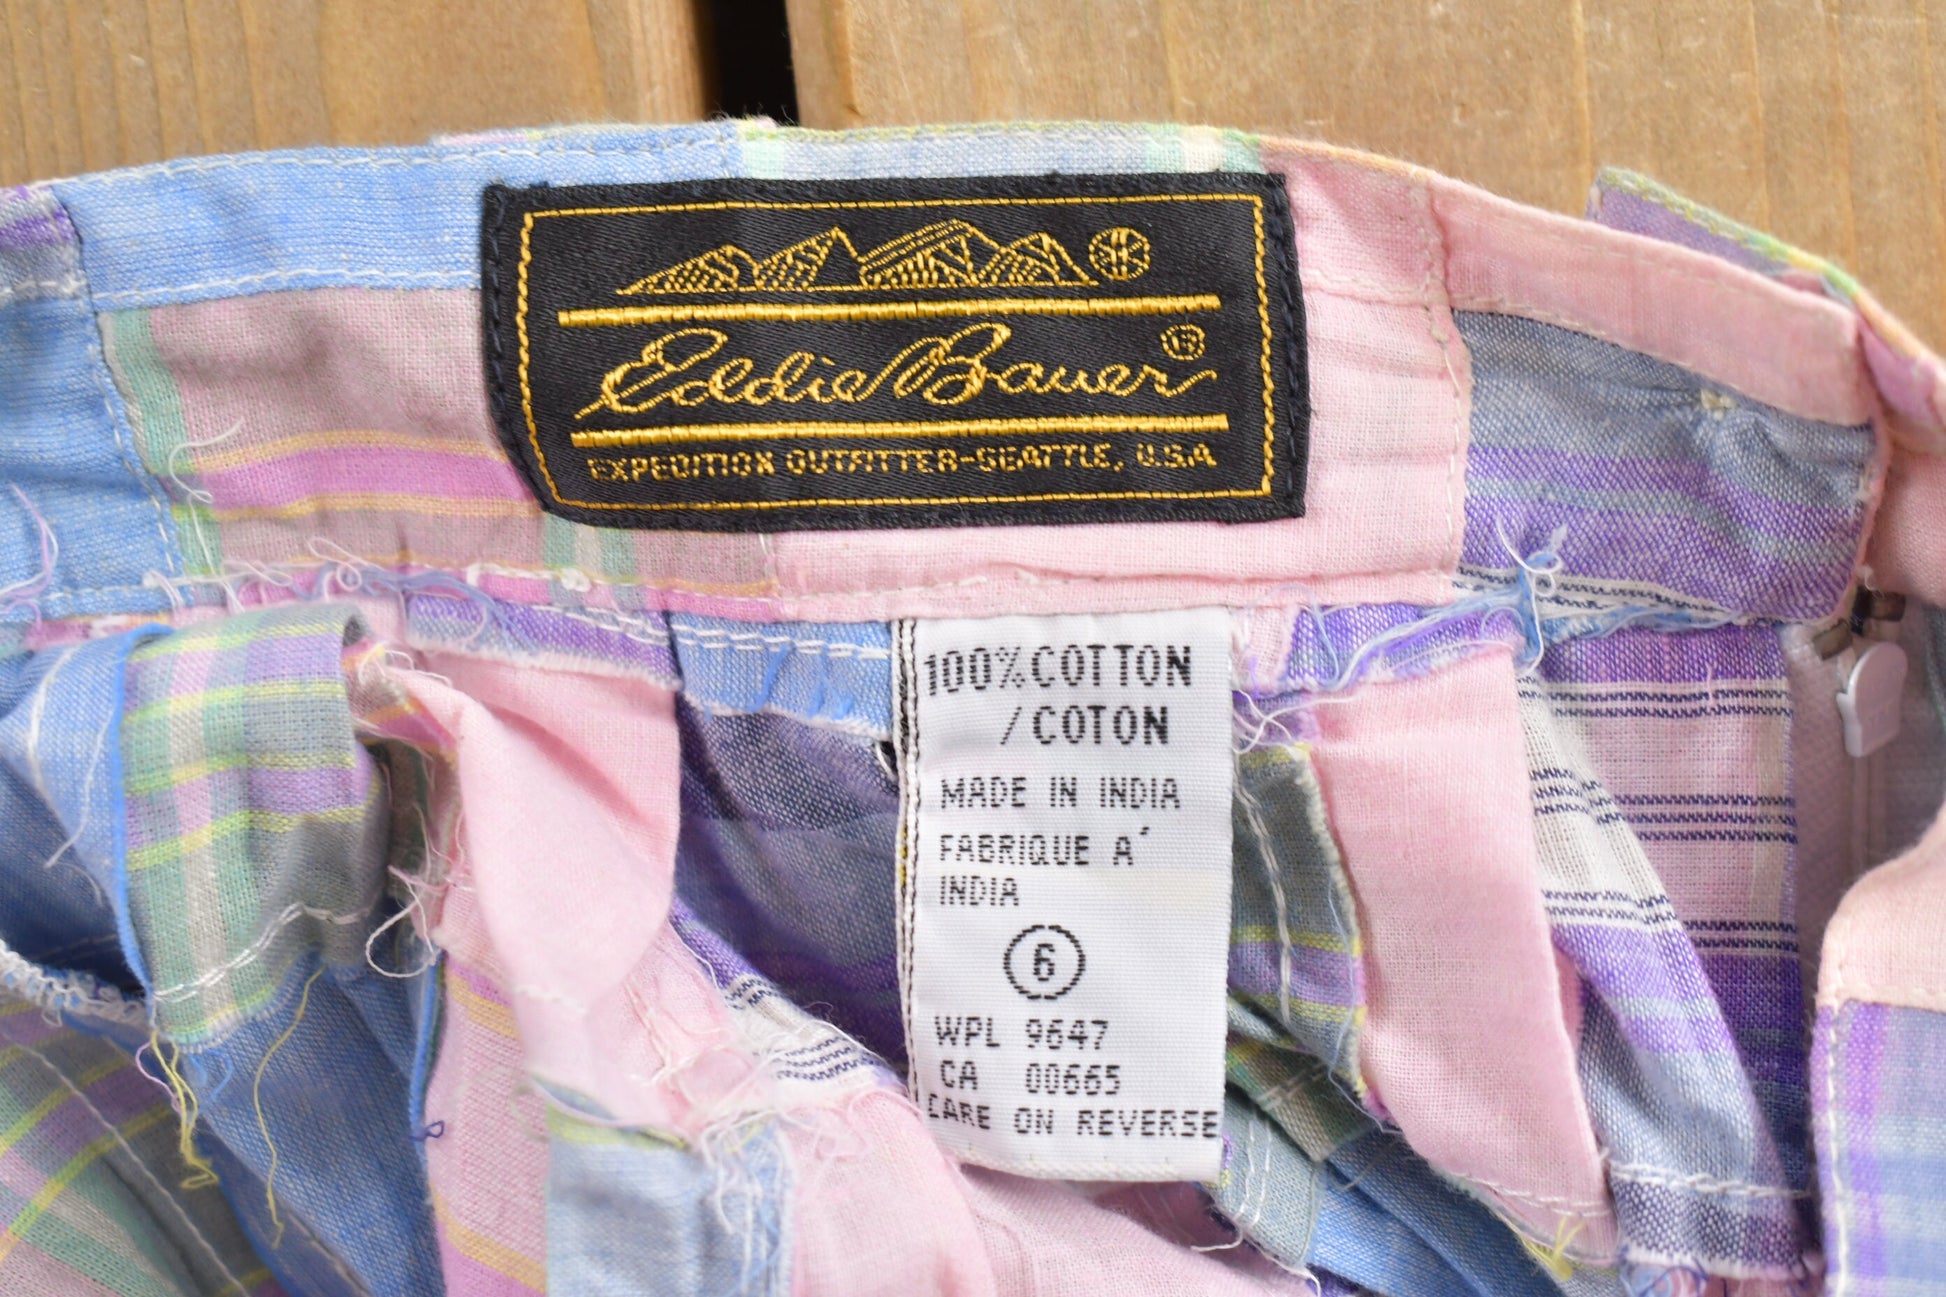 Eddie Bauer®
EXPEDITION OUTFITTER-SEATTLE, U.S.A
100% COTTON
/COTON
MADE IN INDIA
FABRIQUE A'
INDIA
6
WPL 9647
CA 00665
CARE ON REVERSE